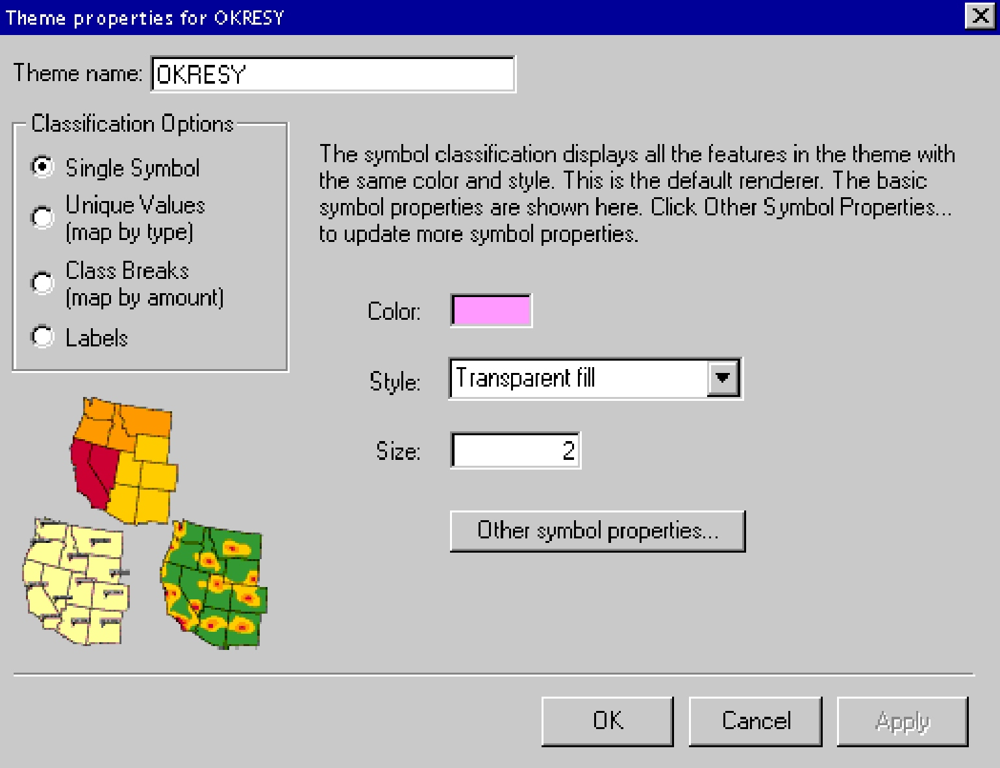 Theme properties for OKRESY
Theme name: OKRESY
Classification Options
Single Symbol
Unique Values
(map by type)
Class Breaks
(map by amount)
Labels
The symbol classification displays all the features in the theme with
the same color and style. This is the default renderer. The basic
symbol properties are shown here. Click Other Symbol Properties...
to update more symbol properties.
Color:
Style: Transparent fill
Size: 2
Other symbol properties...
OK Cancel Apply